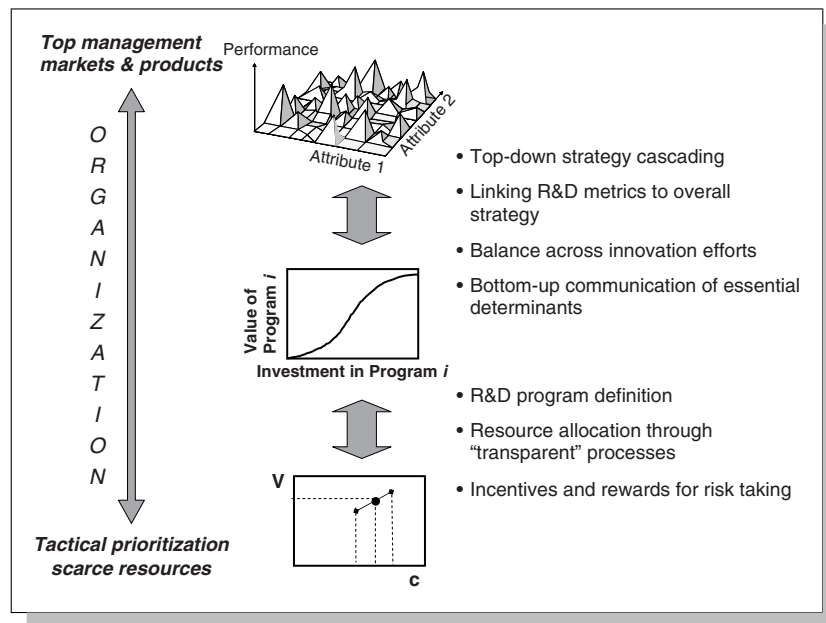 Top management
markets & products
Performance
Attribute 1
Attribute 2
O
R
G
A
N
I
Z
A
T
I
O
N
• Top-down strategy cascading
• Linking R&D metrics to overall
strategy
• Balance across innovation efforts
• Bottom-up communication of essential
determinants
Value of
Program i
Investment in Program i
• R&D program definition
• Resource allocation through
“transparent” processes
• Incentives and rewards for risk taking
V
c
Tactical prioritization
scarce resources